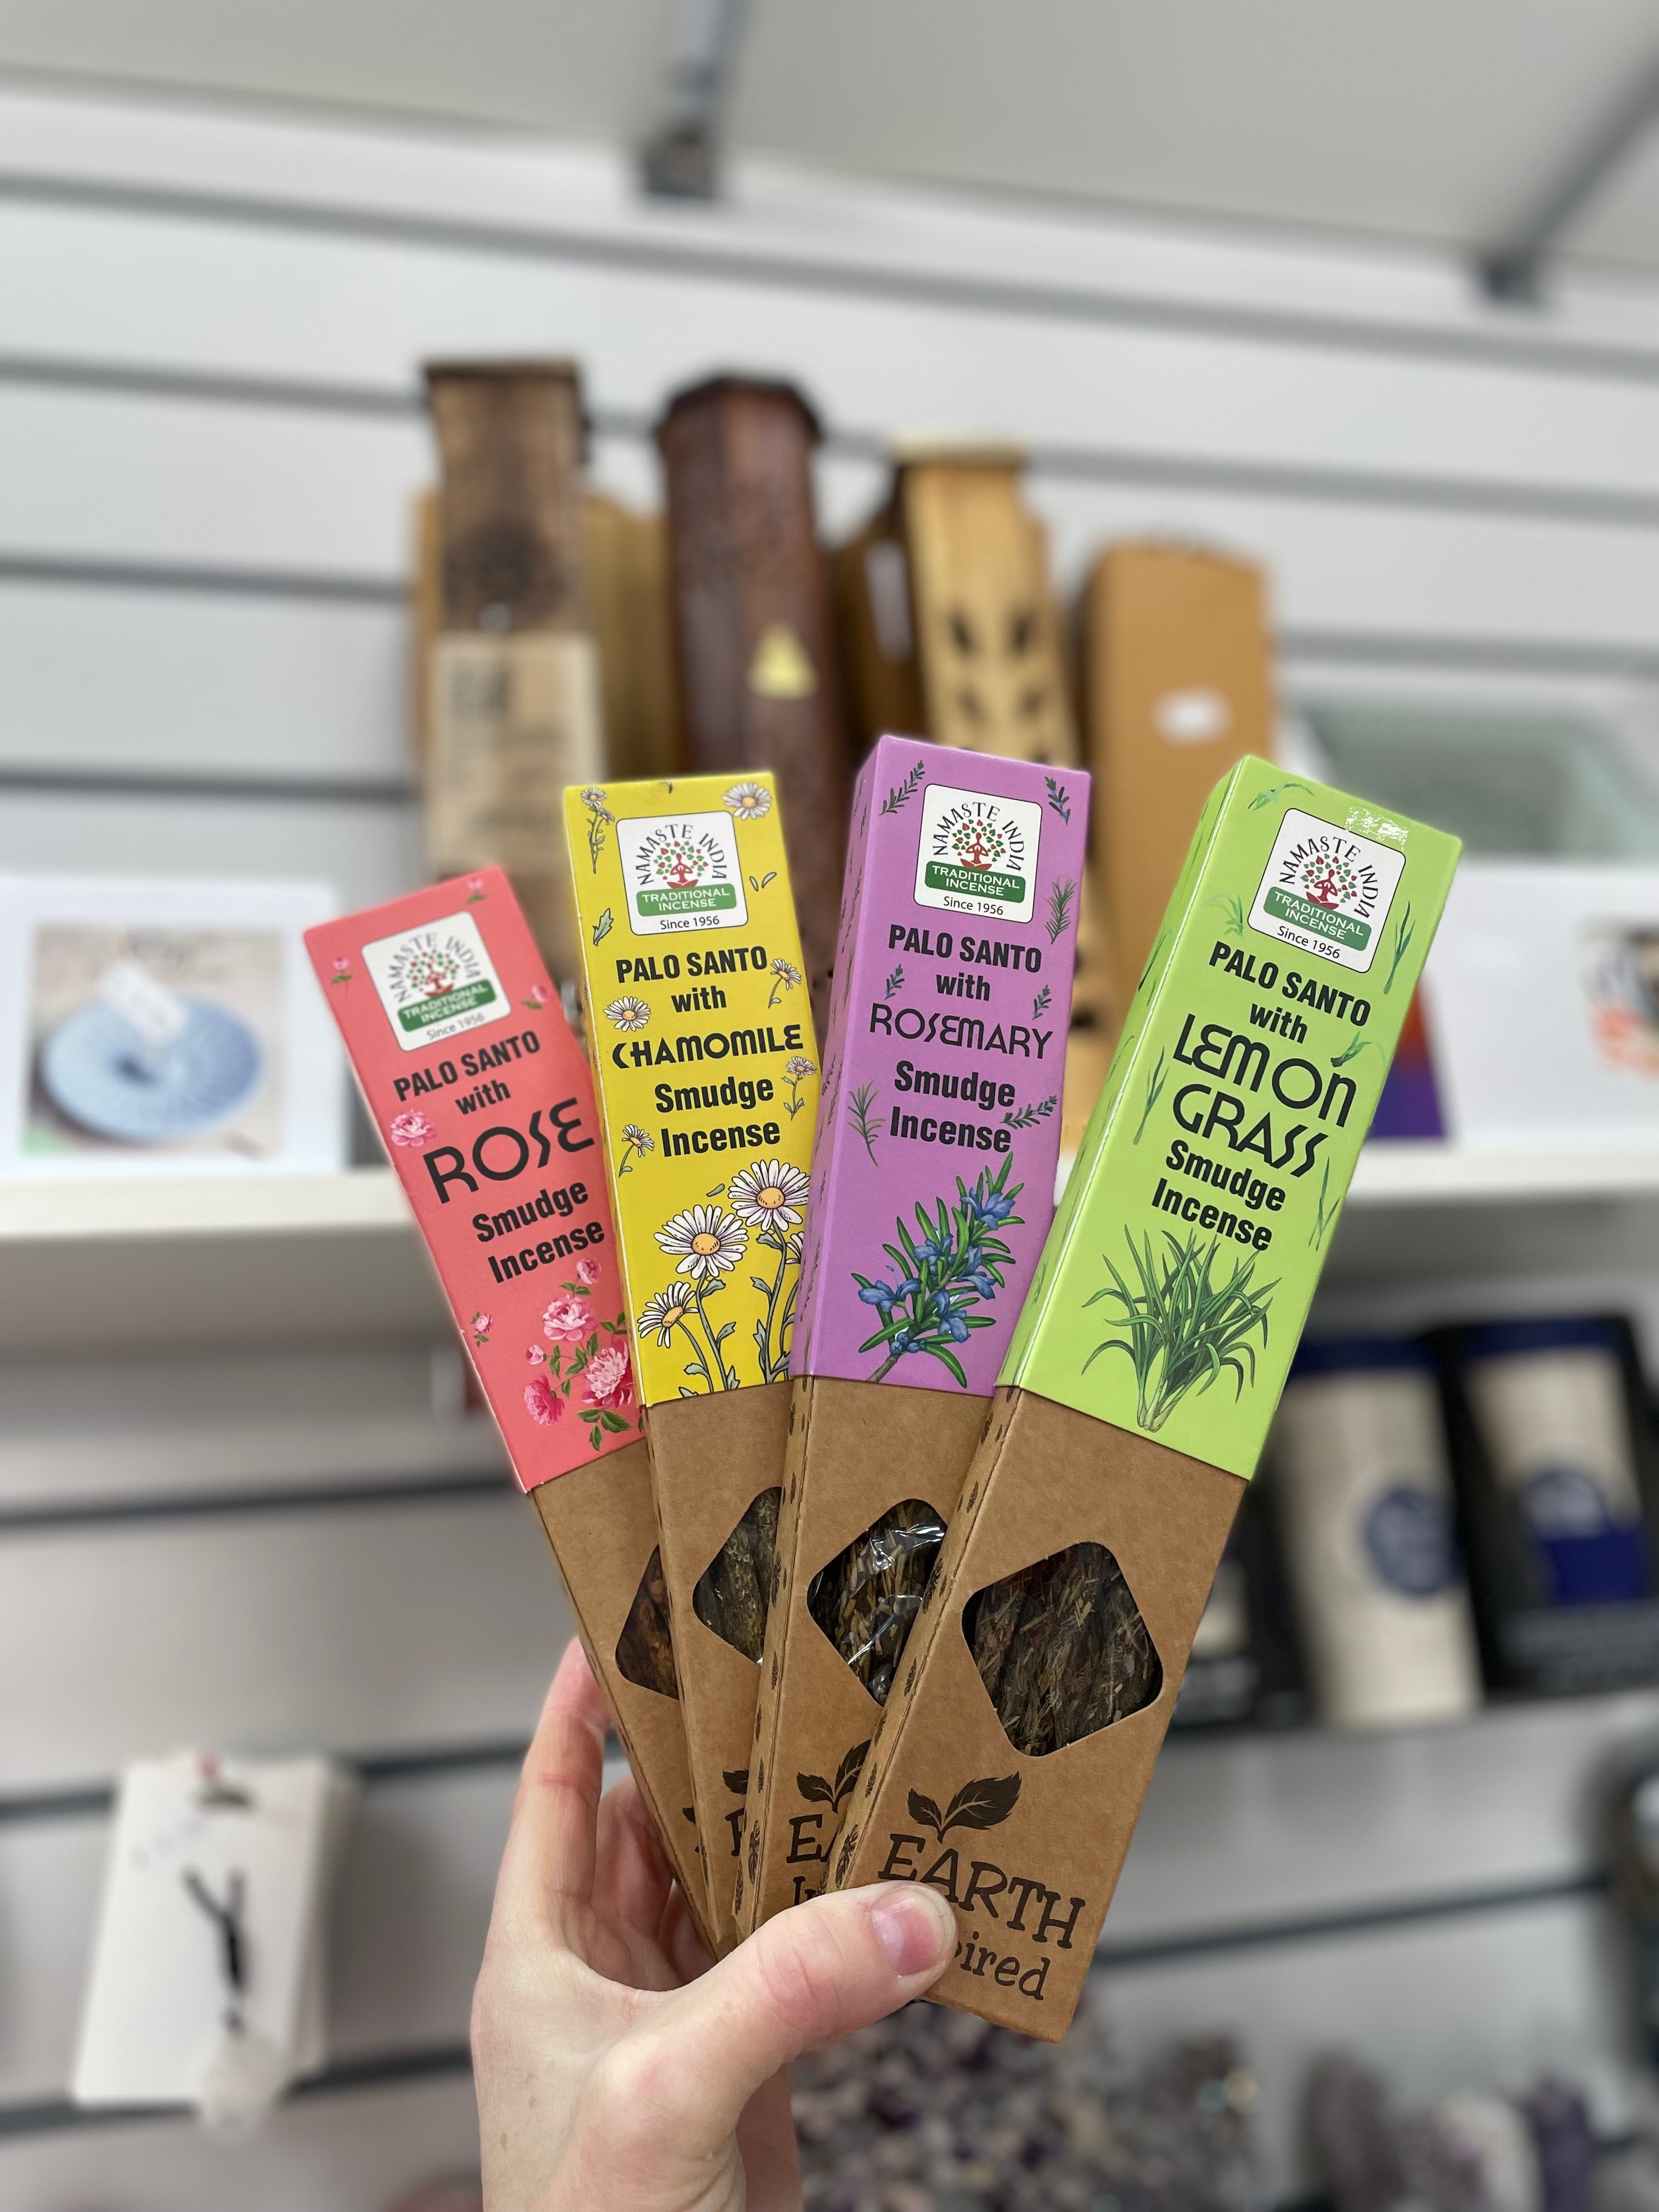 NAMASTE INDIA
TRADITIONAL
INCENSE
Since 1956
PALO SANTO
with
ROSE
Smudge
Incense
NAMASTE INDIA
TRADITIONAL
INCENSE
Since 1956
PALO SANTO
with
CHAMOMILE
Smudge
Incense
NAMASTE INDIA
TRADITIONAL
INCENSE
Since 1956
PALO SANTO
with
ROSEMARY
Smudge
Incense
EA
NAMASTE INDIA
TRADITIONAL
INCENSE
Since 1956
PALO SANTO
with
LEMON
GRASS
Smudge
Incense
EARTH
pired